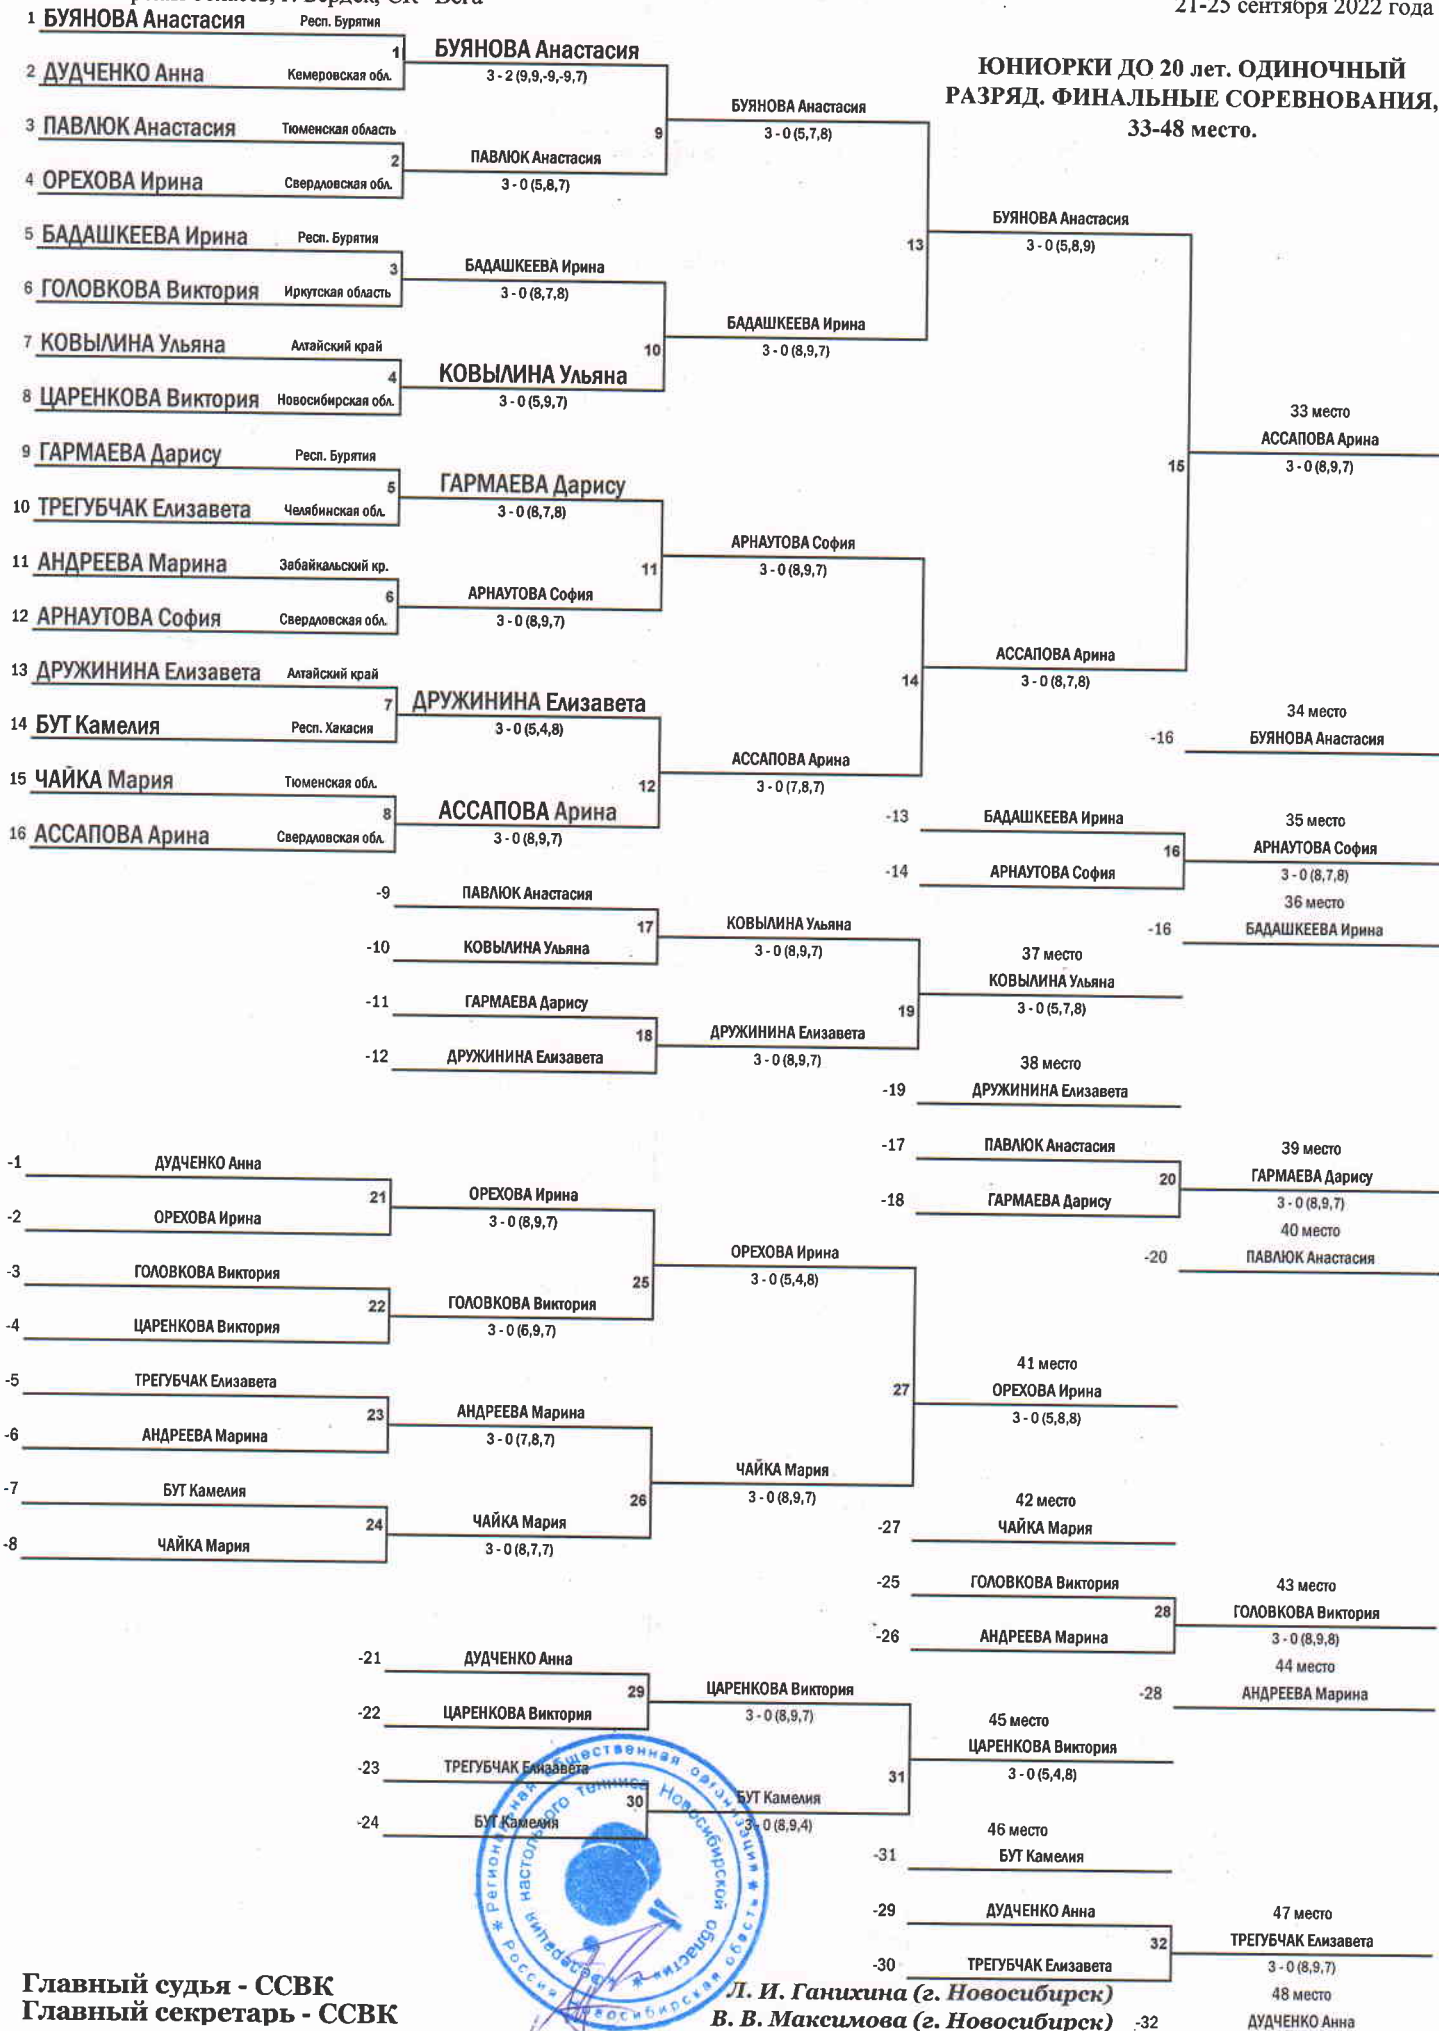 21-25 сентября 2022 года
ЮНИОРКИ ДО 20 лет. ОДИНОЧНЫЙ
РАЗРЯД. ФИНАЛЬНЫЕ СОРЕВНОВАНИЯ,
33-48 место.
1 БУЯНОВА Анастасия Респ. Бурятия
2 ДУДЧЕНКО Анна Кемеровская обл.
3 ПАВЛЮК Анастасия Тюменская область
4 ОРЕХОВА Ирина Свердловская обл.
5 БАДАШКЕЕВА Ирина Респ. Бурятия
6 ГОЛОВКОВА Виктория Иркутская область
7 КОВЫЛИНА Ульяна Алтайский край
8 ЦАРЕНКОВА Виктория Новосибирская обл.
9 ГАРМАЕВА Дарису Респ. Бурятия
10 ТРЕГУБЧАК Елизавета Челябинская обл.
11 АНДРЕЕВА Марина Забайкальский кр.
12 АРНАУТОВА София Свердловская обл.
13 ДРУЖИНИНА Елизавета Алтайский край
14 БУТ Камелия Респ. Хакасия
15 ЧАЙКА Мария Тюменская обл.
16 АССАПОВА Арина Свердловская обл.
1 БУЯНОВА Анастасия
3 - 2 (9,9,-9,-9,7)
2 ПАВЛЮК Анастасия
3 - 0 (5,8,7)
3 БАДАШКЕЕВА Ирина
3 - 0 (8,7,8)
4 КОВЫЛИНА Ульяна
3 - 0 (5,9,7)
5 ГАРМАЕВА Дарису
3 - 0 (8,7,8)
6 АРНАУТОВА София
3 - 0 (8,9,7)
7 ДРУЖИНИНА Елизавета
3 - 0 (5,4,8)
8 АССАПОВА Арина
3 - 0 (8,9,7)
9 БУЯНОВА Анастасия
3 - 0 (5,7,8)
10 БАДАШКЕЕВА Ирина
3 - 0 (8,9,7)
11 АРНАУТОВА София
3 - 0 (8,9,7)
12 АССАПОВА Арина
3 - 0 (7,8,7)
13 БУЯНОВА Анастасия
3 - 0 (5,8,9)
14 АССАПОВА Арина
3 - 0 (8,7,8)
33 место
15 АССАПОВА Арина
3 - 0 (8,9,7)
34 место
-16 БУЯНОВА Анастасия
-13 БАДАШКЕЕВА Ирина
-14 АРНАУТОВА София
35 место
16 АРНАУТОВА София
3 - 0 (8,7,8)
36 место
-16 БАДАШКЕЕВА Ирина
-9 ПАВЛЮК Анастасия
-10 КОВЫЛИНА Ульяна
-11 ГАРМАЕВА Дарису
-12 ДРУЖИНИНА Елизавета
17 КОВЫЛИНА Ульяна
3 - 0 (8,9,7)
18 ДРУЖИНИНА Елизавета
3 - 0 (8,9,7)
37 место
19 КОВЫЛИНА Ульяна
3 - 0 (5,7,8)
38 место
-19 ДРУЖИНИНА Елизавета
-17 ПАВЛЮК Анастасия
-18 ГАРМАЕВА Дарису
39 место
20 ГАРМАЕВА Дарису
3 - 0 (8,9,7)
40 место
-20 ПАВЛЮК Анастасия
-1 ДУДЧЕНКО Анна
-2 ОРЕХОВА Ирина
-3 ГОЛОВКОВА Виктория
-4 ЦАРЕНКОВА Виктория
-5 ТРЕГУБЧАК Елизавета
-6 АНДРЕЕВА Марина
-7 БУТ Камелия
-8 ЧАЙКА Мария
21 ОРЕХОВА Ирина
3 - 0 (8,9,7)
22 ГОЛОВКОВА Виктория
3 - 0 (6,9,7)
23 АНДРЕЕВА Марина
3 - 0 (7,8,7)
24 ЧАЙКА Мария
3 - 0 (8,7,7)
25 ОРЕХОВА Ирина
3 - 0 (5,4,8)
26 ЧАЙКА Мария
3 - 0 (8,9,7)
41 место
27 ОРЕХОВА Ирина
3 - 0 (5,8,8)
42 место
-27 ЧАЙКА Мария
-25 ГОЛОВКОВА Виктория
-26 АНДРЕЕВА Марина
43 место
28 ГОЛОВКОВА Виктория
3 - 0 (8,9,8)
44 место
-28 АНДРЕЕВА Марина
-21 ДУДЧЕНКО Анна
-22 ЦАРЕНКОВА Виктория
-23 ТРЕГУБЧАК Елизавета
-24 БУТ Камелия
29 ЦАРЕНКОВА Виктория
3 - 0 (8,9,7)
30 БУТ Камелия
3 - 0 (8,9,4)
45 место
31 ЦАРЕНКОВА Виктория
3 - 0 (5,4,8)
46 место
-31 БУТ Камелия
-29 ДУДЧЕНКО Анна
-30 ТРЕГУБЧАК Елизавета
47 место
32 ТРЕГУБЧАК Елизавета
3 - 0 (8,9,7)
48 место
-32 ДУДЧЕНКО Анна
Региональная общественная организация * Россия Новосибирская область *
настольного тенниса Новосибирской области» * «Федерация
Главный судья - ССВК Л. И. Ганихина (г. Новосибирск)
Главный секретарь - ССВК В. В. Максимова (г. Новосибирск)